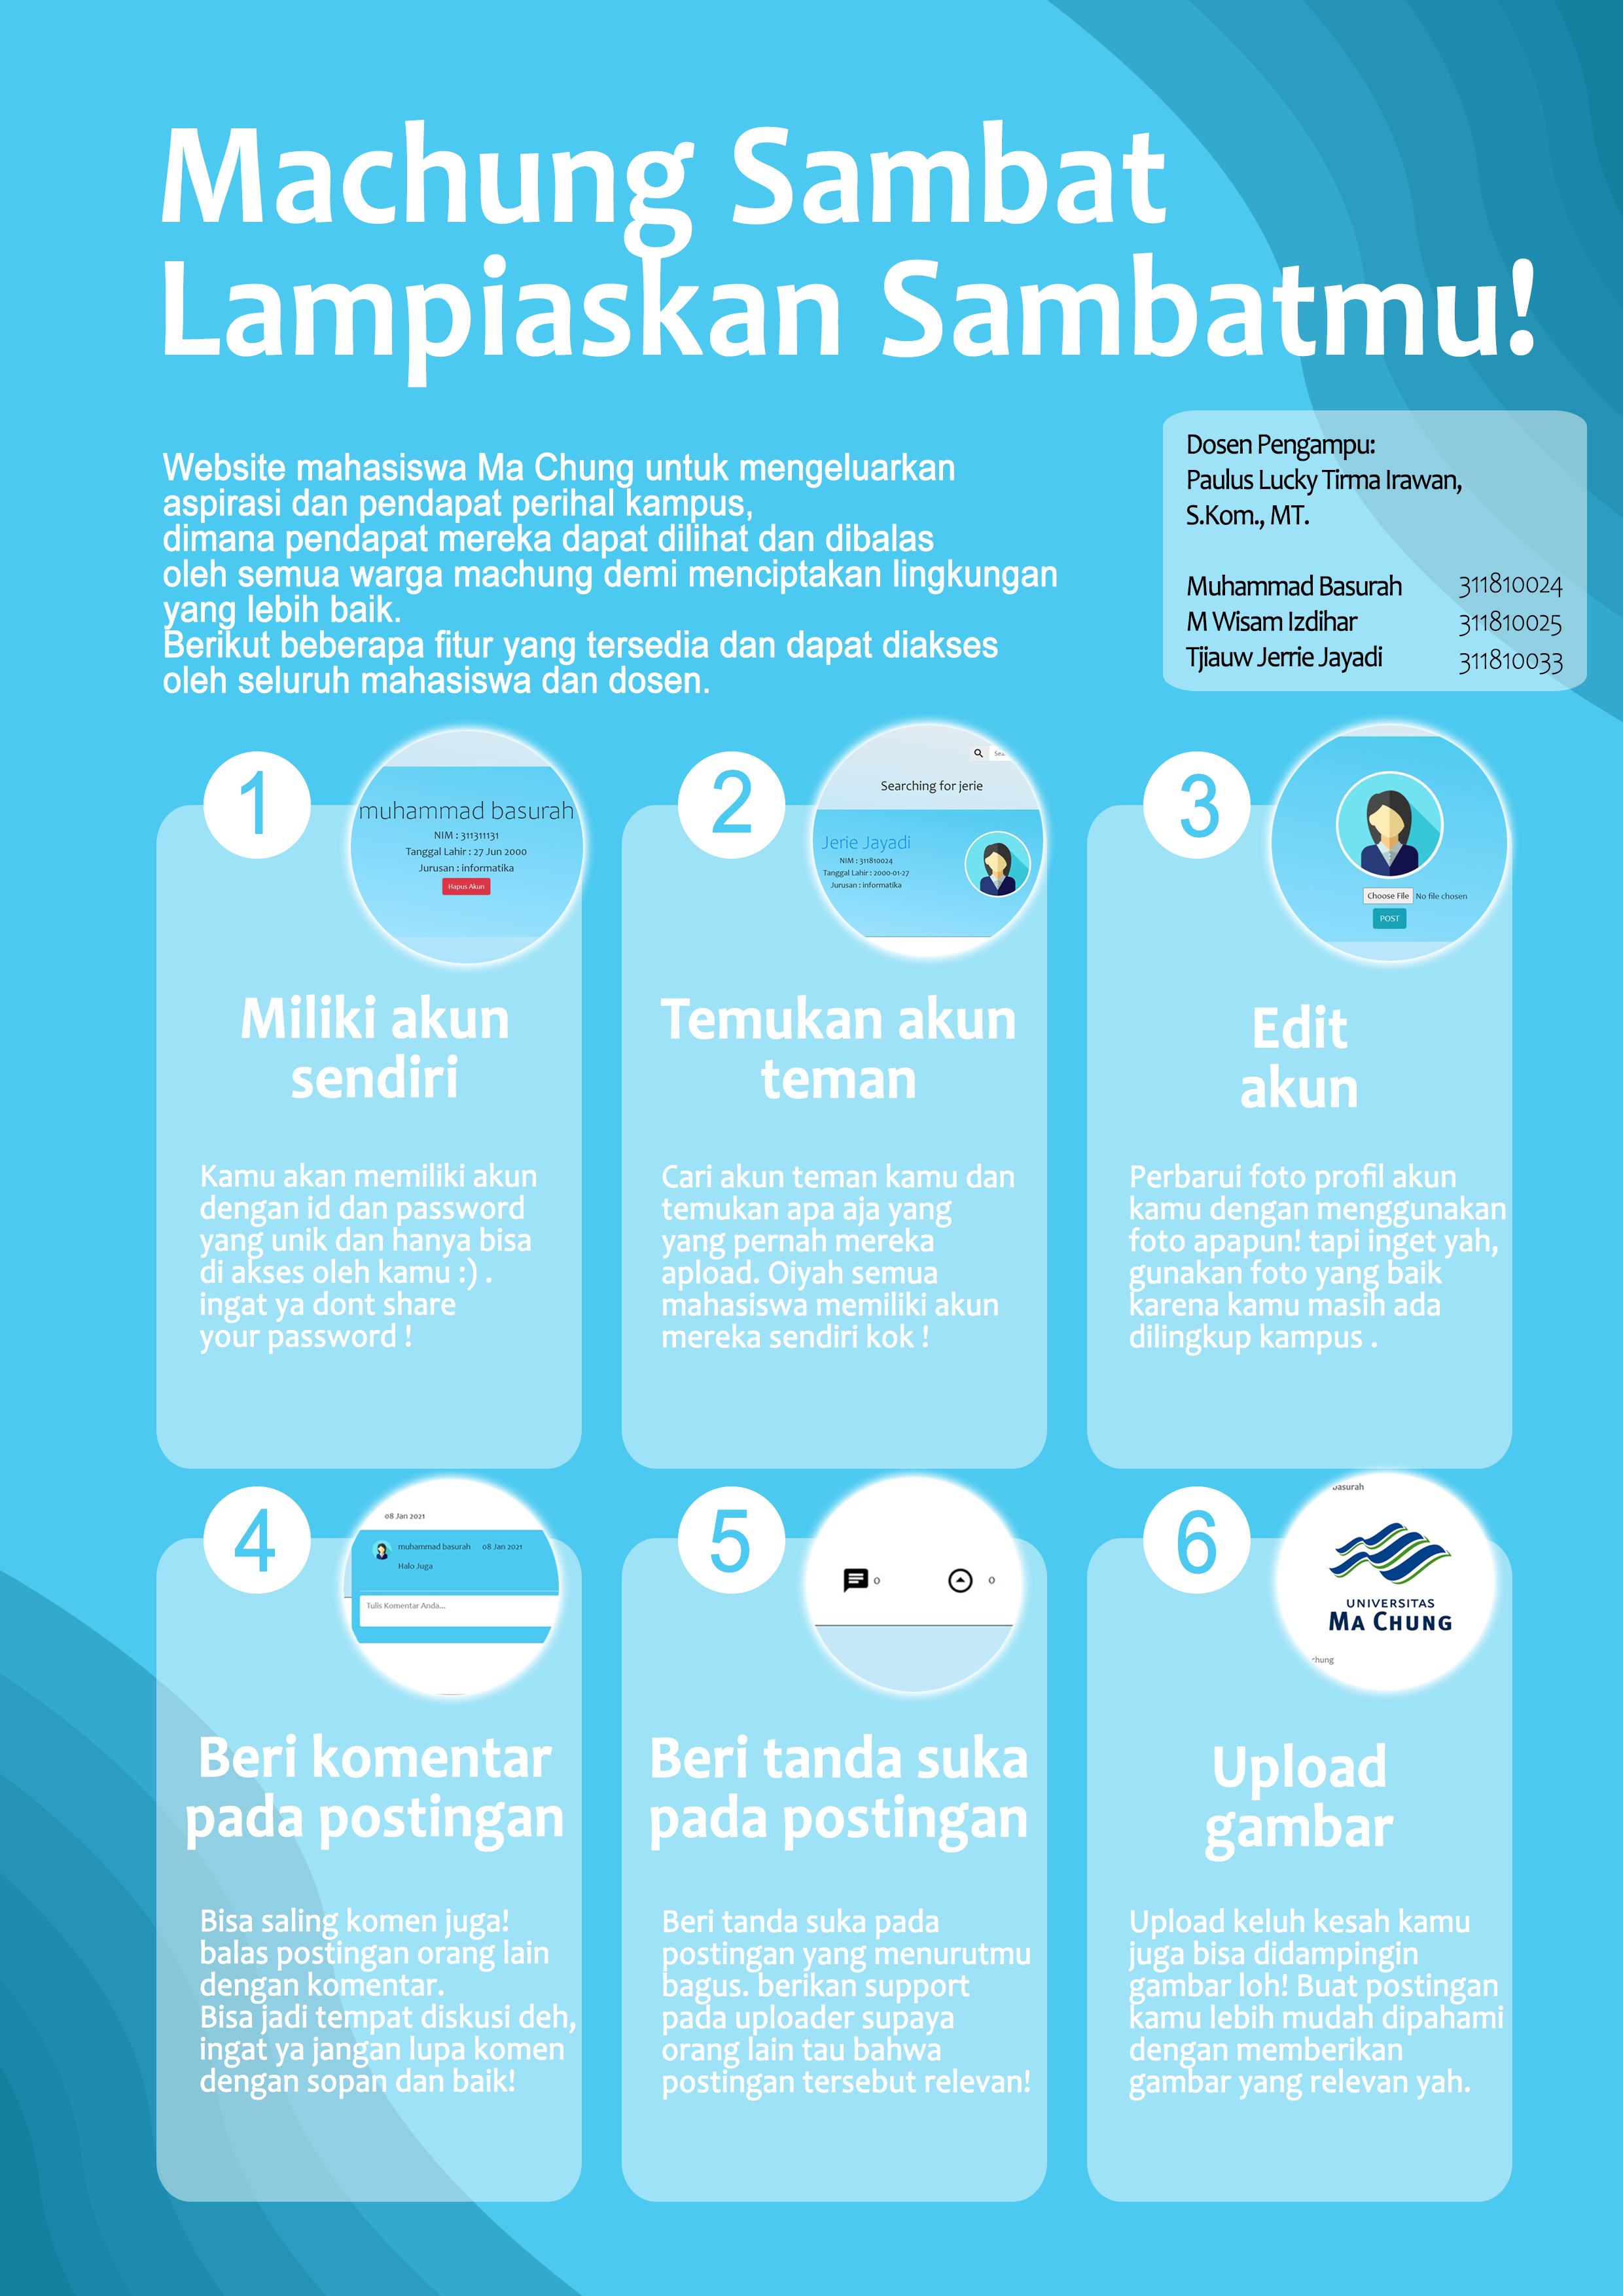 Machung Sambat
Lampiaskan Sambatmu!
Website mahasiswa Ma Chung untuk mengeluarkan
aspirasi dan pendapat perihal kampus,
dimana pendapat mereka dapat dilihat dan dibalas
oleh semua warga machung demi menciptakan lingkungan
yang lebih baik.
Berikut beberapa fitur yang tersedia dan dapat diakses
oleh seluruh mahasiswa dan dosen.
Dosen Pengampu:
Paulus Lucky Tirma Irawan,
S.Kom., MT.
Muhammad Basurah 311810024
M Wisam Izdihar 311810025
Tjiauw Jerrie Jayadi 311810033
1
muhammad basurah
NIM : 311311131
Tanggal Lahir : 27 Jun 2000
Jurusan : informatika
Hapus Akun
Miliki akun
sendiri
Kamu akan memiliki akun
dengan id dan password
yang unik dan hanya bisa
di akses oleh kamu :) .
ingat ya dont share
your password !
2
Searching for jerie
Jerie Jayadi
NIM : 311810024
Tanggal Lahir : 2000-01-27
Jurusan : informatika
Temukan akun
teman
Cari akun teman kamu dan
temukan apa aja yang
yang pernah mereka
apload. Oiyah semua
mahasiswa memiliki akun
mereka sendiri kok !
3
Choose File No file chosen
POST
Edit
akun
Perbarui foto profil akun
kamu dengan menggunakan
foto apapun! tapi inget yah,
gunakan foto yang baik
karena kamu masih ada
dilingkup kampus .
4
08 Jan 2021
muhammad basurah 08 Jan 2021
Halo Juga
Tulis Komentar Anda...
Beri komentar
pada postingan
Bisa saling komen juga!
balas postingan orang lain
dengan komentar.
Bisa jadi tempat diskusi deh,
ingat ya jangan lupa komen
dengan sopan dan baik!
5
0 0
Beri tanda suka
pada postingan
Beri tanda suka pada
postingan yang menurutmu
bagus. berikan support
pada uploader supaya
orang lain tau bahwa
postingan tersebut relevan!
6
basurah
UNIVERSITAS
MA CHUNG
chung
Upload
gambar
Upload keluh kesah kamu
juga bisa didampingin
gambar loh! Buat postingan
kamu lebih mudah dipahami
dengan memberikan
gambar yang relevan yah.